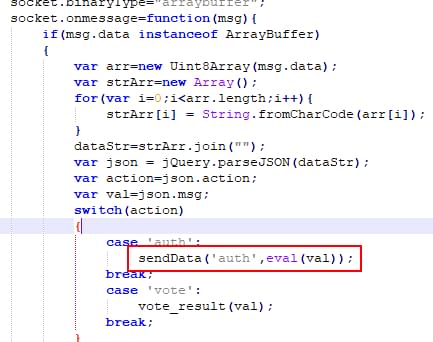 socket.binaryType="arraybuffer";
socket.onmessage=function(msg){
if(msg.data instanceof ArrayBuffer)
{
var arr=new Uint8Array(msg.data);
var strArr=new Array();
for(var i=0;i<arr.length;i++){
strArr[i] = String.fromCharCode(arr[i]);
}
dataStr=strArr.join("");
var json = jQuery.parseJSON(dataStr);
var action=json.action;
var val=json.msg;
switch(action)
{
case 'auth':
sendData('auth',eval(val));
break;
case 'vote':
vote_result(val);
break;
}